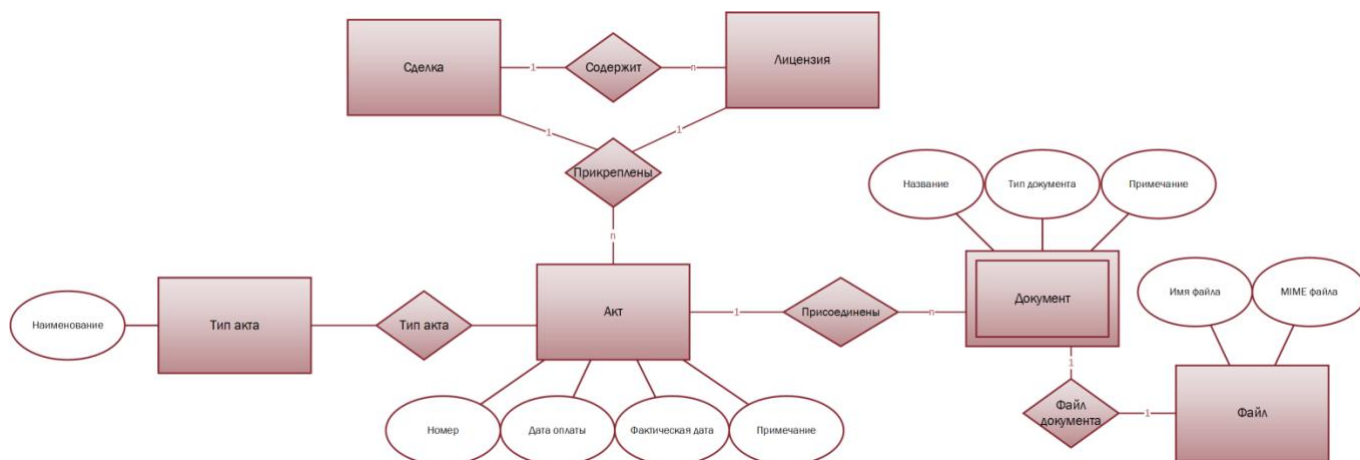 Сделка
1
Содержит
n
Лицензия
1
1
Прикреплены
n
Название
Тип документа
Примечание
Наименование
Тип акта
Тип акта
Акт
1
Присоединены
n
Документ
Имя файла
MIME файла
1
Номер
Дата оплаты
Фактическая дата
Примечание
Файл
документа
1
Файл